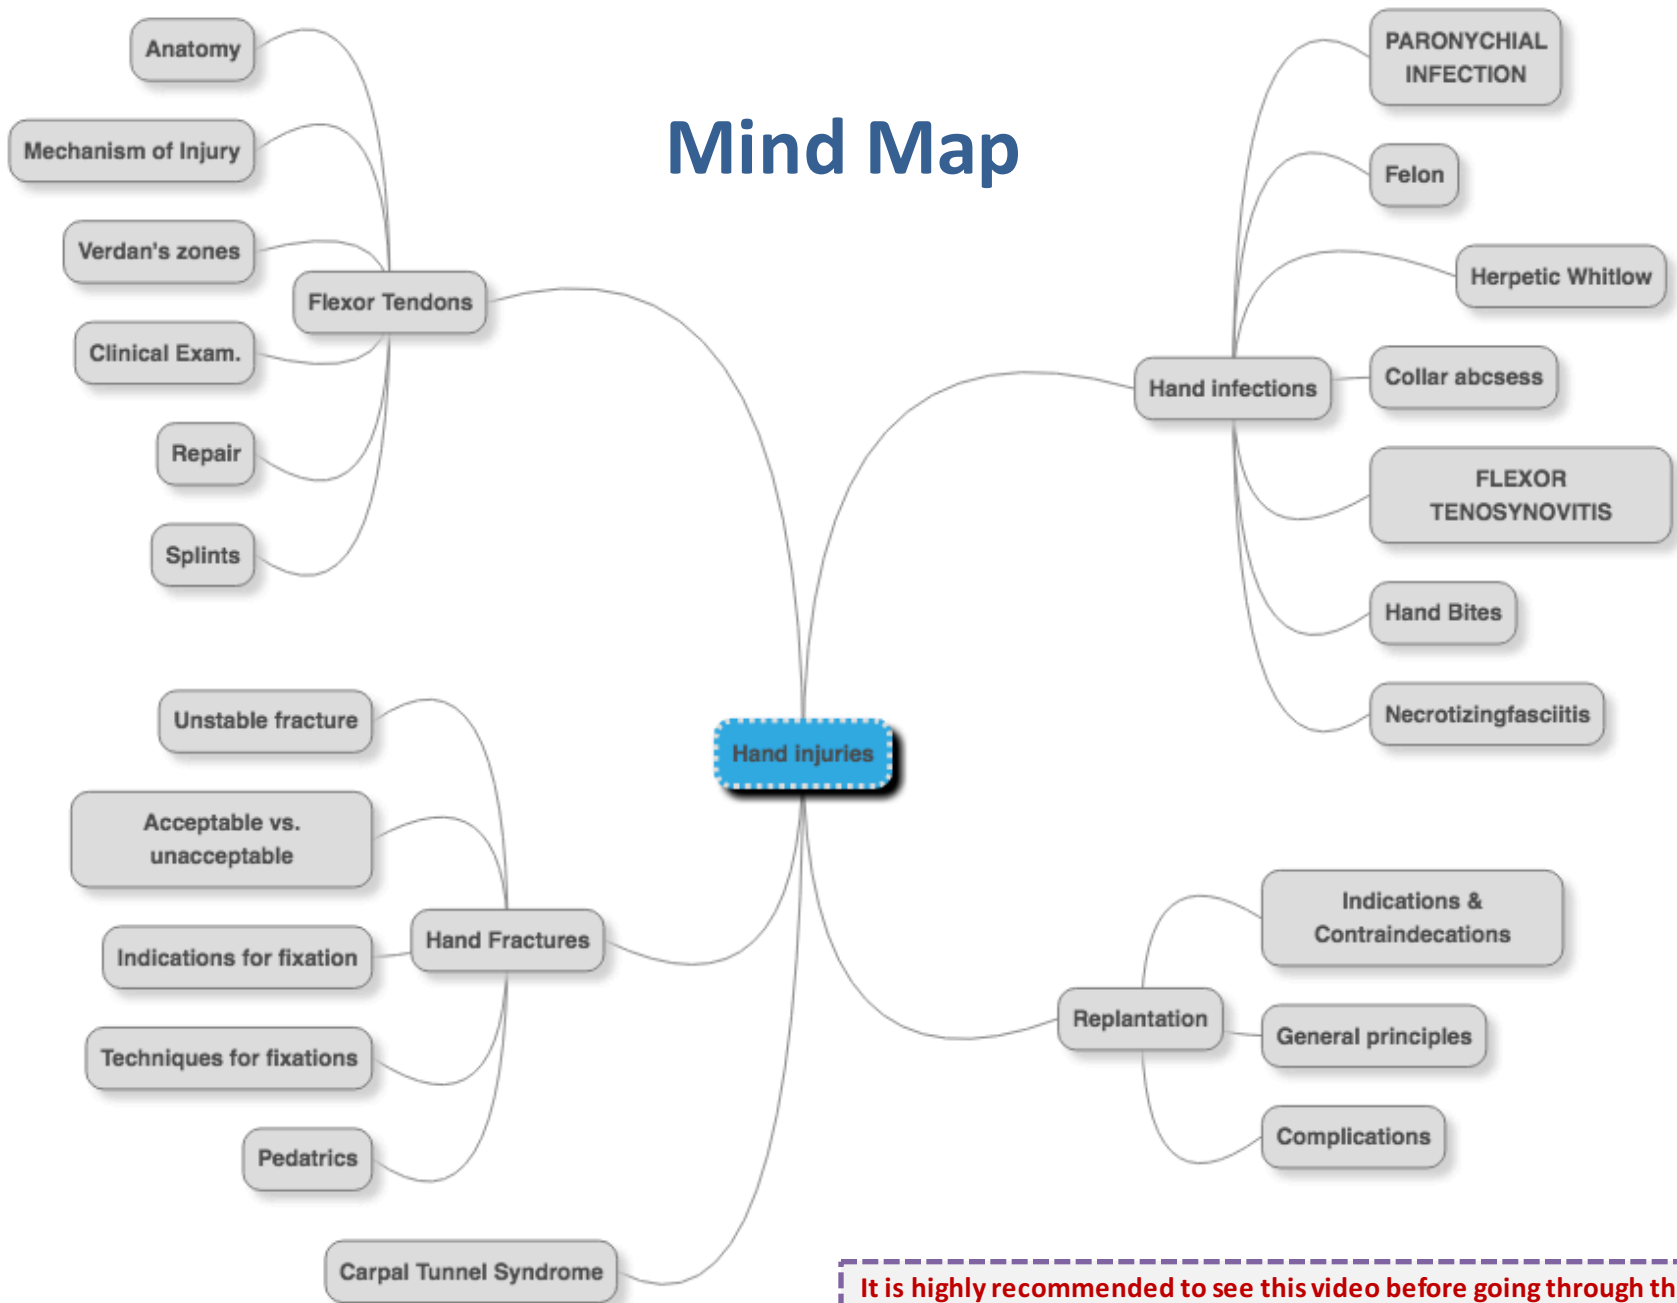 Mind Map
Anatomy
Mechanism of Injury
Verdan's zones
Clinical Exam.
Repair
Splints
Flexor Tendons
PARONYCHIAL
INFECTION
Felon
Herpetic Whitlow
Collar abcsess
FLEXOR
TENOSYNOVITIS
Hand Bites
Necrotizingfasciitis
Hand infections
Hand injuries
Unstable fracture
Acceptable vs.
unacceptable
Indications for fixation
Techniques for fixations
Pedatrics
Hand Fractures
Carpal Tunnel Syndrome
Replantation
Indications &
Contraindecations
General principles
Complications
It is highly recommended to see this video before going through